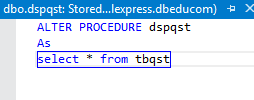 dbo.dspqst: Stored...lexpress.dbeducom)
ALTER PROCEDURE dspqst
As
select * from tbqst